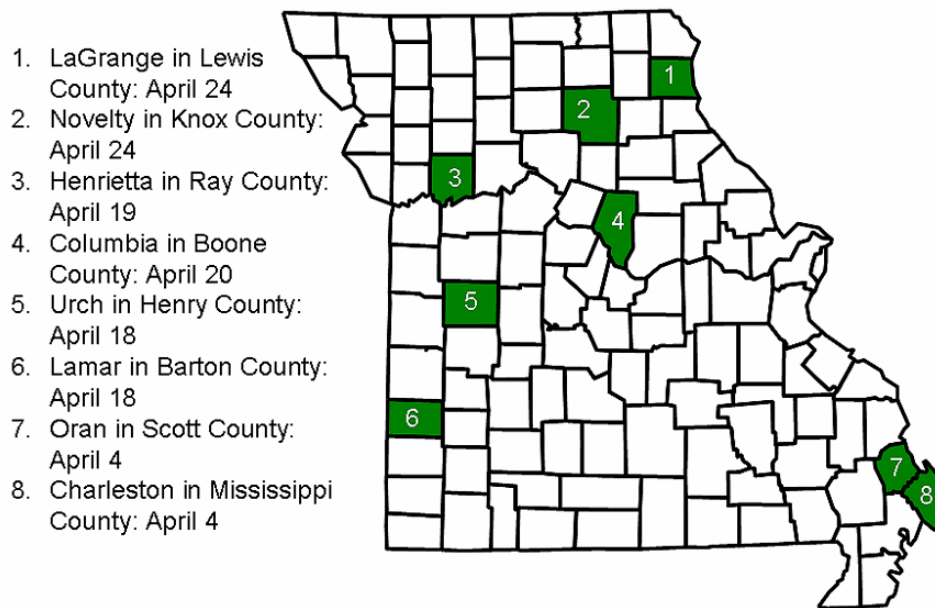 1. LaGrange in Lewis
County: April 24
2. Novelty in Knox County:
April 24
3. Henrietta in Ray County:
April 19
4. Columbia in Boone
County: April 20
5. Urch in Henry County:
April 18
6. Lamar in Barton County:
April 18
7. Oran in Scott County:
April 4
8. Charleston in Mississippi
County: April 4
1
2
3
4
5
6
7
8